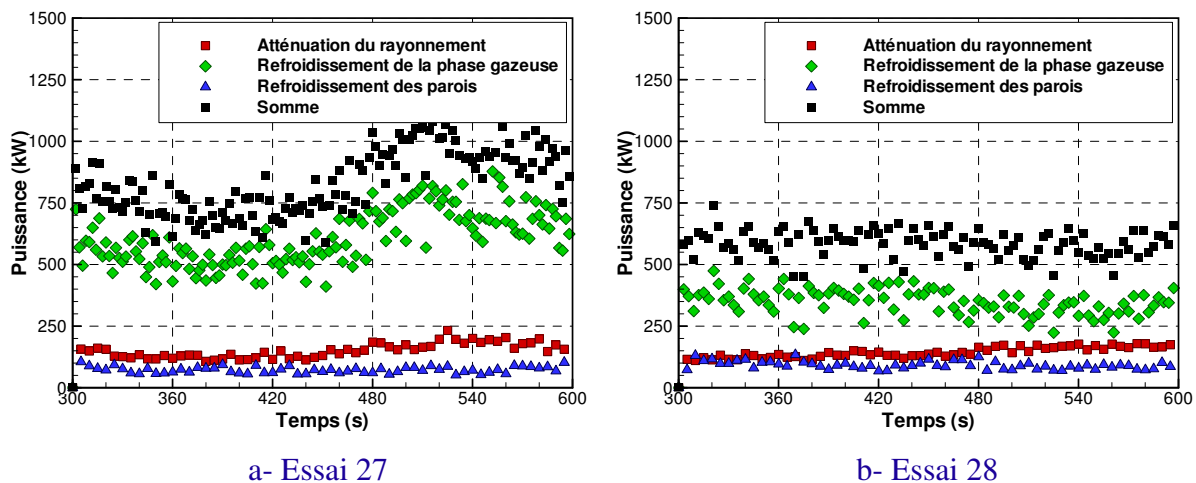 1500
1250
1000
750
500
250
0
Puissance (kW)
Atténuation du rayonnement
Refroidissement de la phase gazeuse
Refroidissement des parois
Somme
300
360
420
480
540
600
Temps (s)
a- Essai 27
1500
1250
1000
750
500
250
0
Puissance (kW)
Atténuation du rayonnement
Refroidissement de la phase gazeuse
Refroidissement des parois
Somme
300
360
420
480
540
600
Temps (s)
b- Essai 28